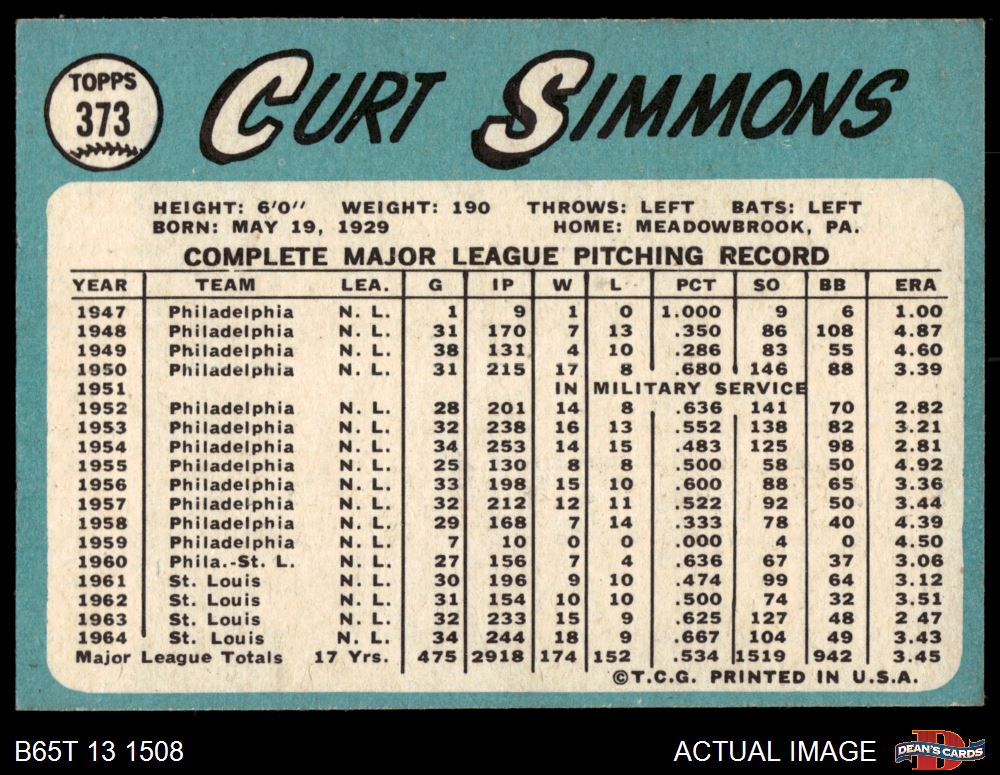 TOPPS
373
CURT SIMMONS
HEIGHT: 6'0" WEIGHT: 190 THROWS: LEFT BATS: LEFT
BORN: MAY 19, 1929 HOME: MEADOWBROOK, PA.
COMPLETE MAJOR LEAGUE PITCHING RECORD
YEAR TEAM LEA. G IP W L PCT SO BB ERA
1947 Philadelphia N. L. 1 9 1 0 1.000 9 6 1.00
1948 Philadelphia N. L. 31 170 7 13 .350 86 108 4.87
1949 Philadelphia N. L. 38 131 4 10 .286 83 55 4.60
1950 Philadelphia N. L. 31 215 17 8 .680 146 88 3.39
1951 IN MILITARY SERVICE
1952 Philadelphia N. L. 28 201 14 8 .636 141 70 2.82
1953 Philadelphia N. L. 32 238 16 13 .552 138 82 3.21
1954 Philadelphia N. L. 34 253 14 15 .483 125 98 2.81
1955 Philadelphia N. L. 25 130 8 8 .500 58 50 4.92
1956 Philadelphia N. L. 33 198 15 10 .600 88 65 3.36
1957 Philadelphia N. L. 32 212 12 11 .522 92 50 3.44
1958 Philadelphia N. L. 29 168 7 14 .333 78 40 4.39
1959 Philadelphia N. L. 7 10 0 0 .000 4 0 4.50
1960 Phila.-St. L. N. L. 27 156 7 4 .636 67 37 3.06
1961 St. Louis N. L. 30 196 9 10 .474 99 64 3.12
1962 St. Louis N. L. 31 154 10 10 .500 74 32 3.51
1963 St. Louis N. L. 32 233 15 9 .625 127 48 2.47
1964 St. Louis N. L. 34 244 18 9 .667 104 49 3.43
Major League Totals 17 Yrs. 475 2918 174 152 .534 1519 942 3.45
©T.C.G. PRINTED IN U.S.A.
B65T 13 1508 ACTUAL IMAGE DEAN'S CARDS